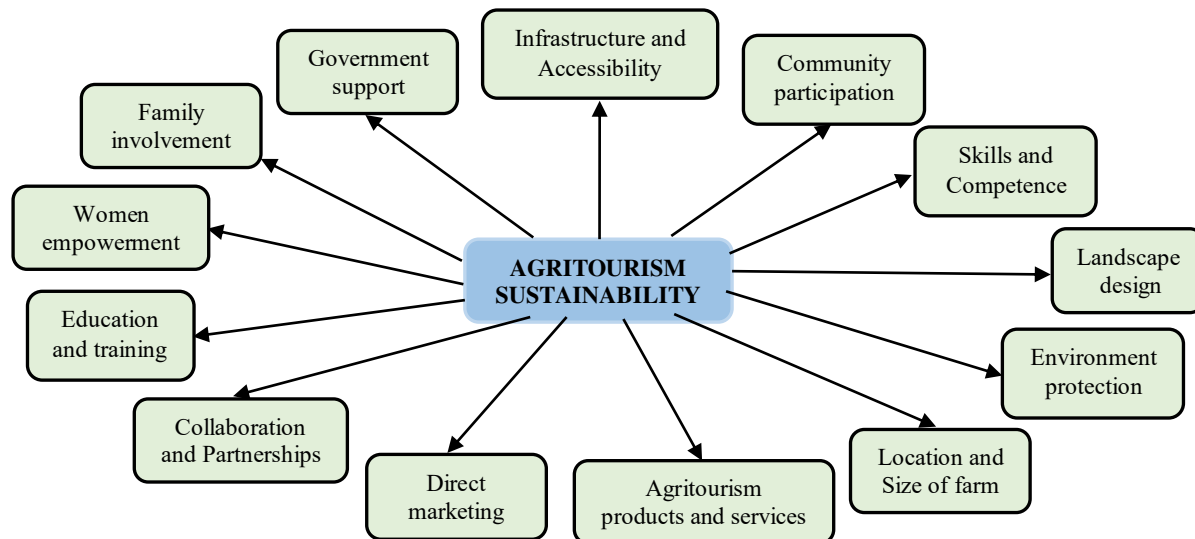 Infrastructure and
Accessibility
Government
support
Community
participation
Family
involvement
Skills and
Competence
Women
empowerment
AGRITOURISM
SUSTAINABILITY
Landscape
design
Education
and training
Environment
protection
Collaboration
and Partnerships
Location and
Size of farm
Direct
marketing
Agritourism
products and services